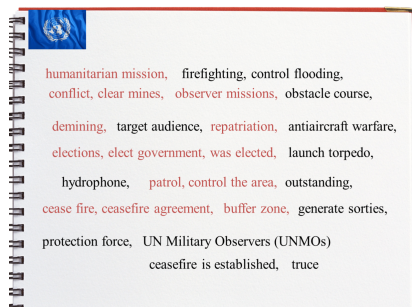 humanitarian mission, firefighting, control flooding,
conflict, clear mines, observer missions, obstacle course,
demining, target audience, repatriation, antiaircraft warfare,
elections, elect government, was elected, launch torpedo,
hydrophone, patrol, control the area, outstanding,
cease fire, ceasefire agreement, buffer zone, generate sorties,
protection force, UN Military Observers (UNMOs)
ceasefire is established, truce